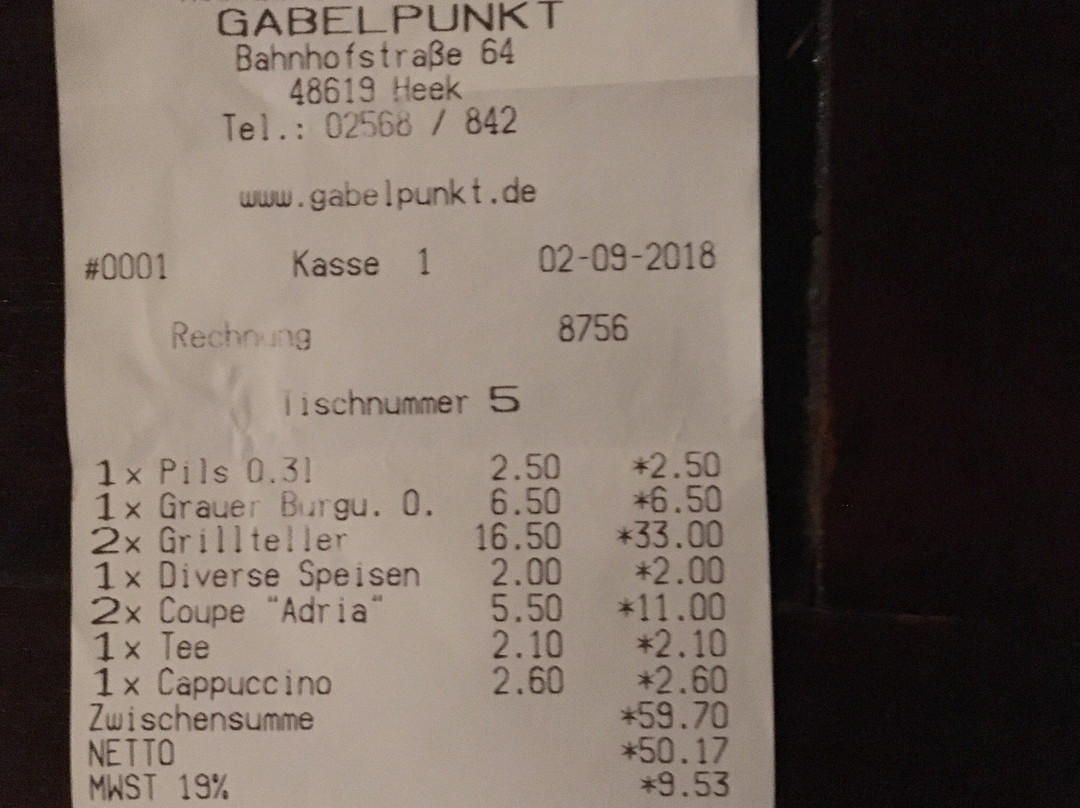 GABELPUNKT
Bahnhofstraße 64
48619 Heek
Tel.: 02568 / 842
www.gabelpunkt.de
#0001 Kasse 1 02-09-2018
Rechnung 8756
Tischnummer 5
1x Pils 0.3l 2.50 *2.50
1x Grauer Burgu. 0. 6.50 *6.50
2x Grillteller 16.50 *33.00
1x Diverse Speisen 2.00 *2.00
2x Coupe "Adria" 5.50 *11.00
1x Tee 2.10 *2.10
1x Cappuccino 2.60 *2.60
Zwischensumme *59.70
NETTO *50.17
MWST 19% *9.53